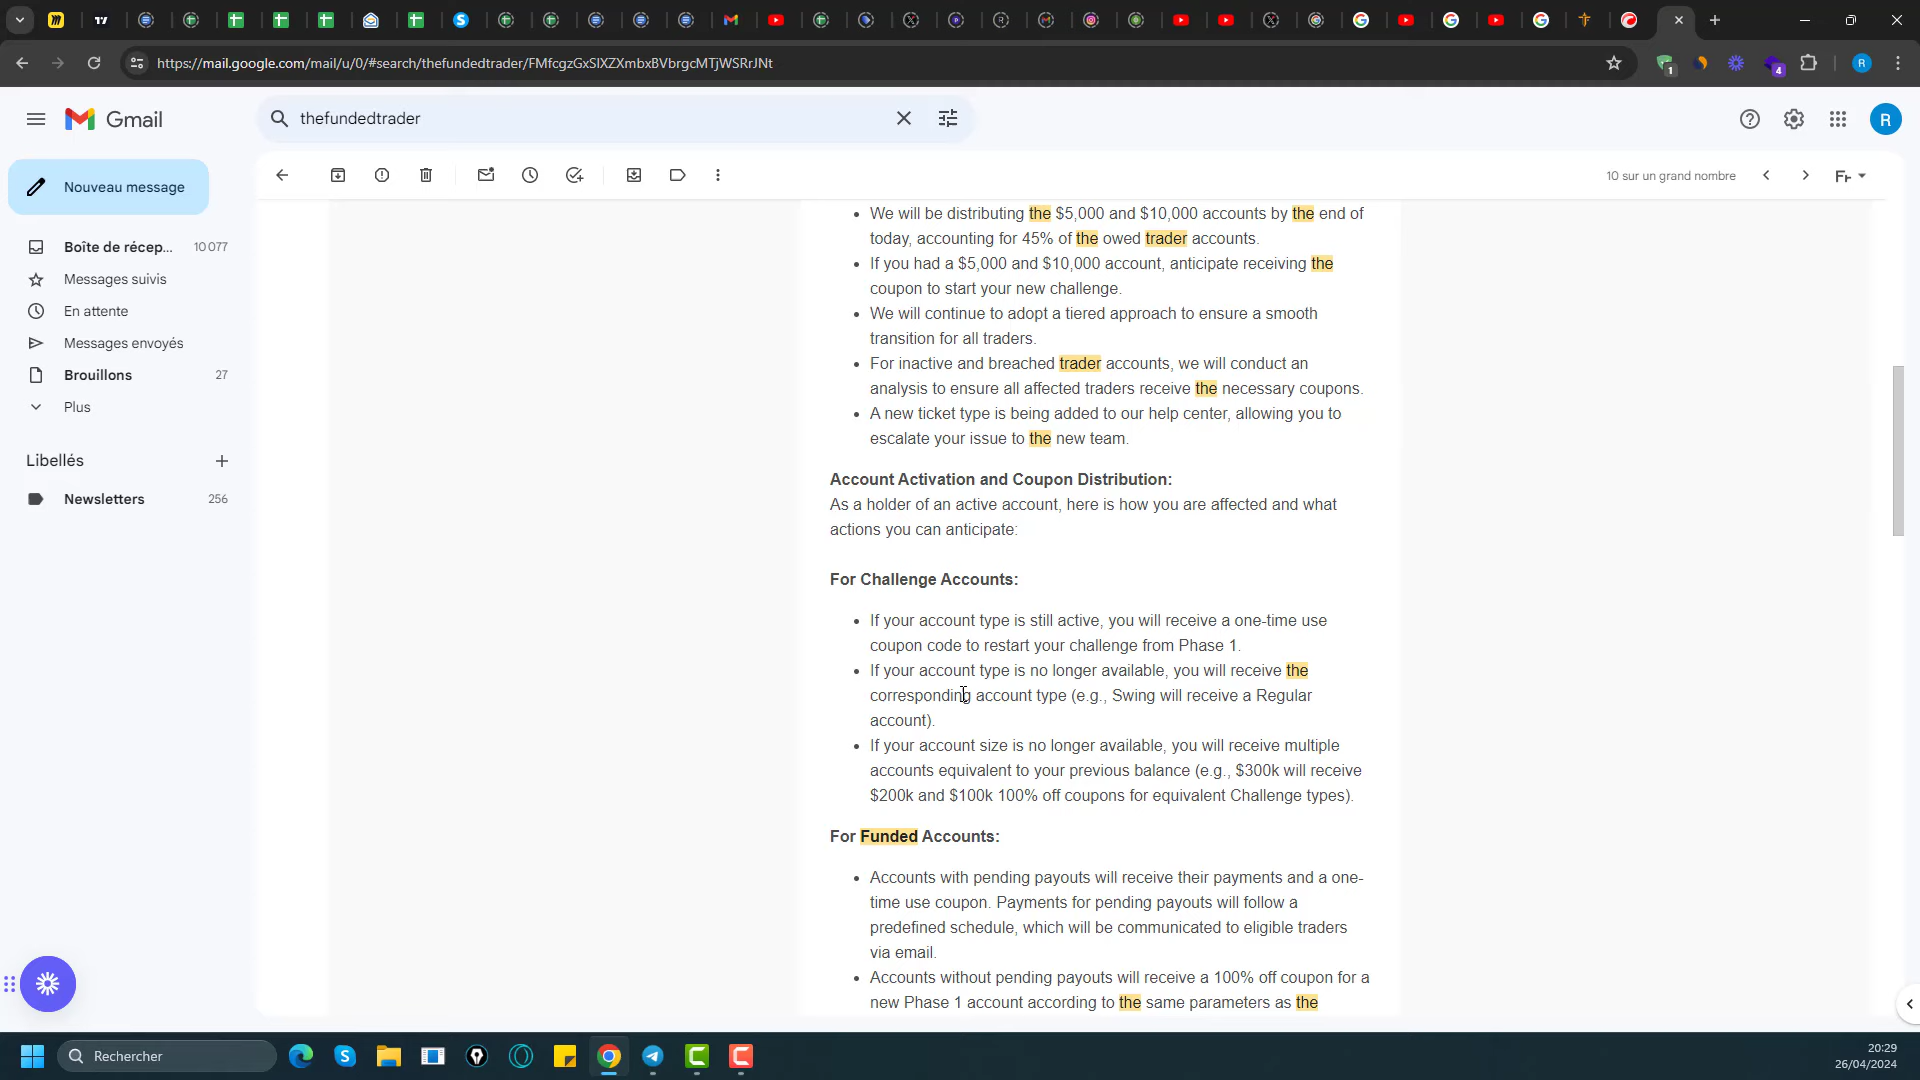 https://mail.google.com/mail/u/0/#search/thefundedtrader/FMfcgzGxSlXZXmbxBVbrgcMTjWSRrJNt
1
4
R
Gmail
thefundedtrader
R
Nouveau message
10 sur un grand nombre
Fr
Boîte de récep... 10 077
Messages suivis
En attente
Messages envoyés
Brouillons 27
Plus
Libellés
Newsletters 256
We will be distributing the $5,000 and $10,000 accounts by the end of
today, accounting for 45% of the owed trader accounts.
If you had a $5,000 and $10,000 account, anticipate receiving the
coupon to start your new challenge.
We will continue to adopt a tiered approach to ensure a smooth
transition for all traders.
For inactive and breached trader accounts, we will conduct an
analysis to ensure all affected traders receive the necessary coupons.
A new ticket type is being added to our help center, allowing you to
escalate your issue to the new team.
Account Activation and Coupon Distribution:
As a holder of an active account, here is how you are affected and what
actions you can anticipate:
For Challenge Accounts:
If your account type is still active, you will receive a one-time use
coupon code to restart your challenge from Phase 1.
If your account type is no longer available, you will receive the
corresponding account type (e.g., Swing will receive a Regular
account).
If your account size is no longer available, you will receive multiple
accounts equivalent to your previous balance (e.g., $300k will receive
$200k and $100k 100% off coupons for equivalent Challenge types).
For Funded Accounts:
Accounts with pending payouts will receive their payments and a one-
time use coupon. Payments for pending payouts will follow a
predefined schedule, which will be communicated to eligible traders
via email.
Accounts without pending payouts will receive a 100% off coupon for a
new Phase 1 account according to the same parameters as the
Rechercher
20:29
26/04/2024